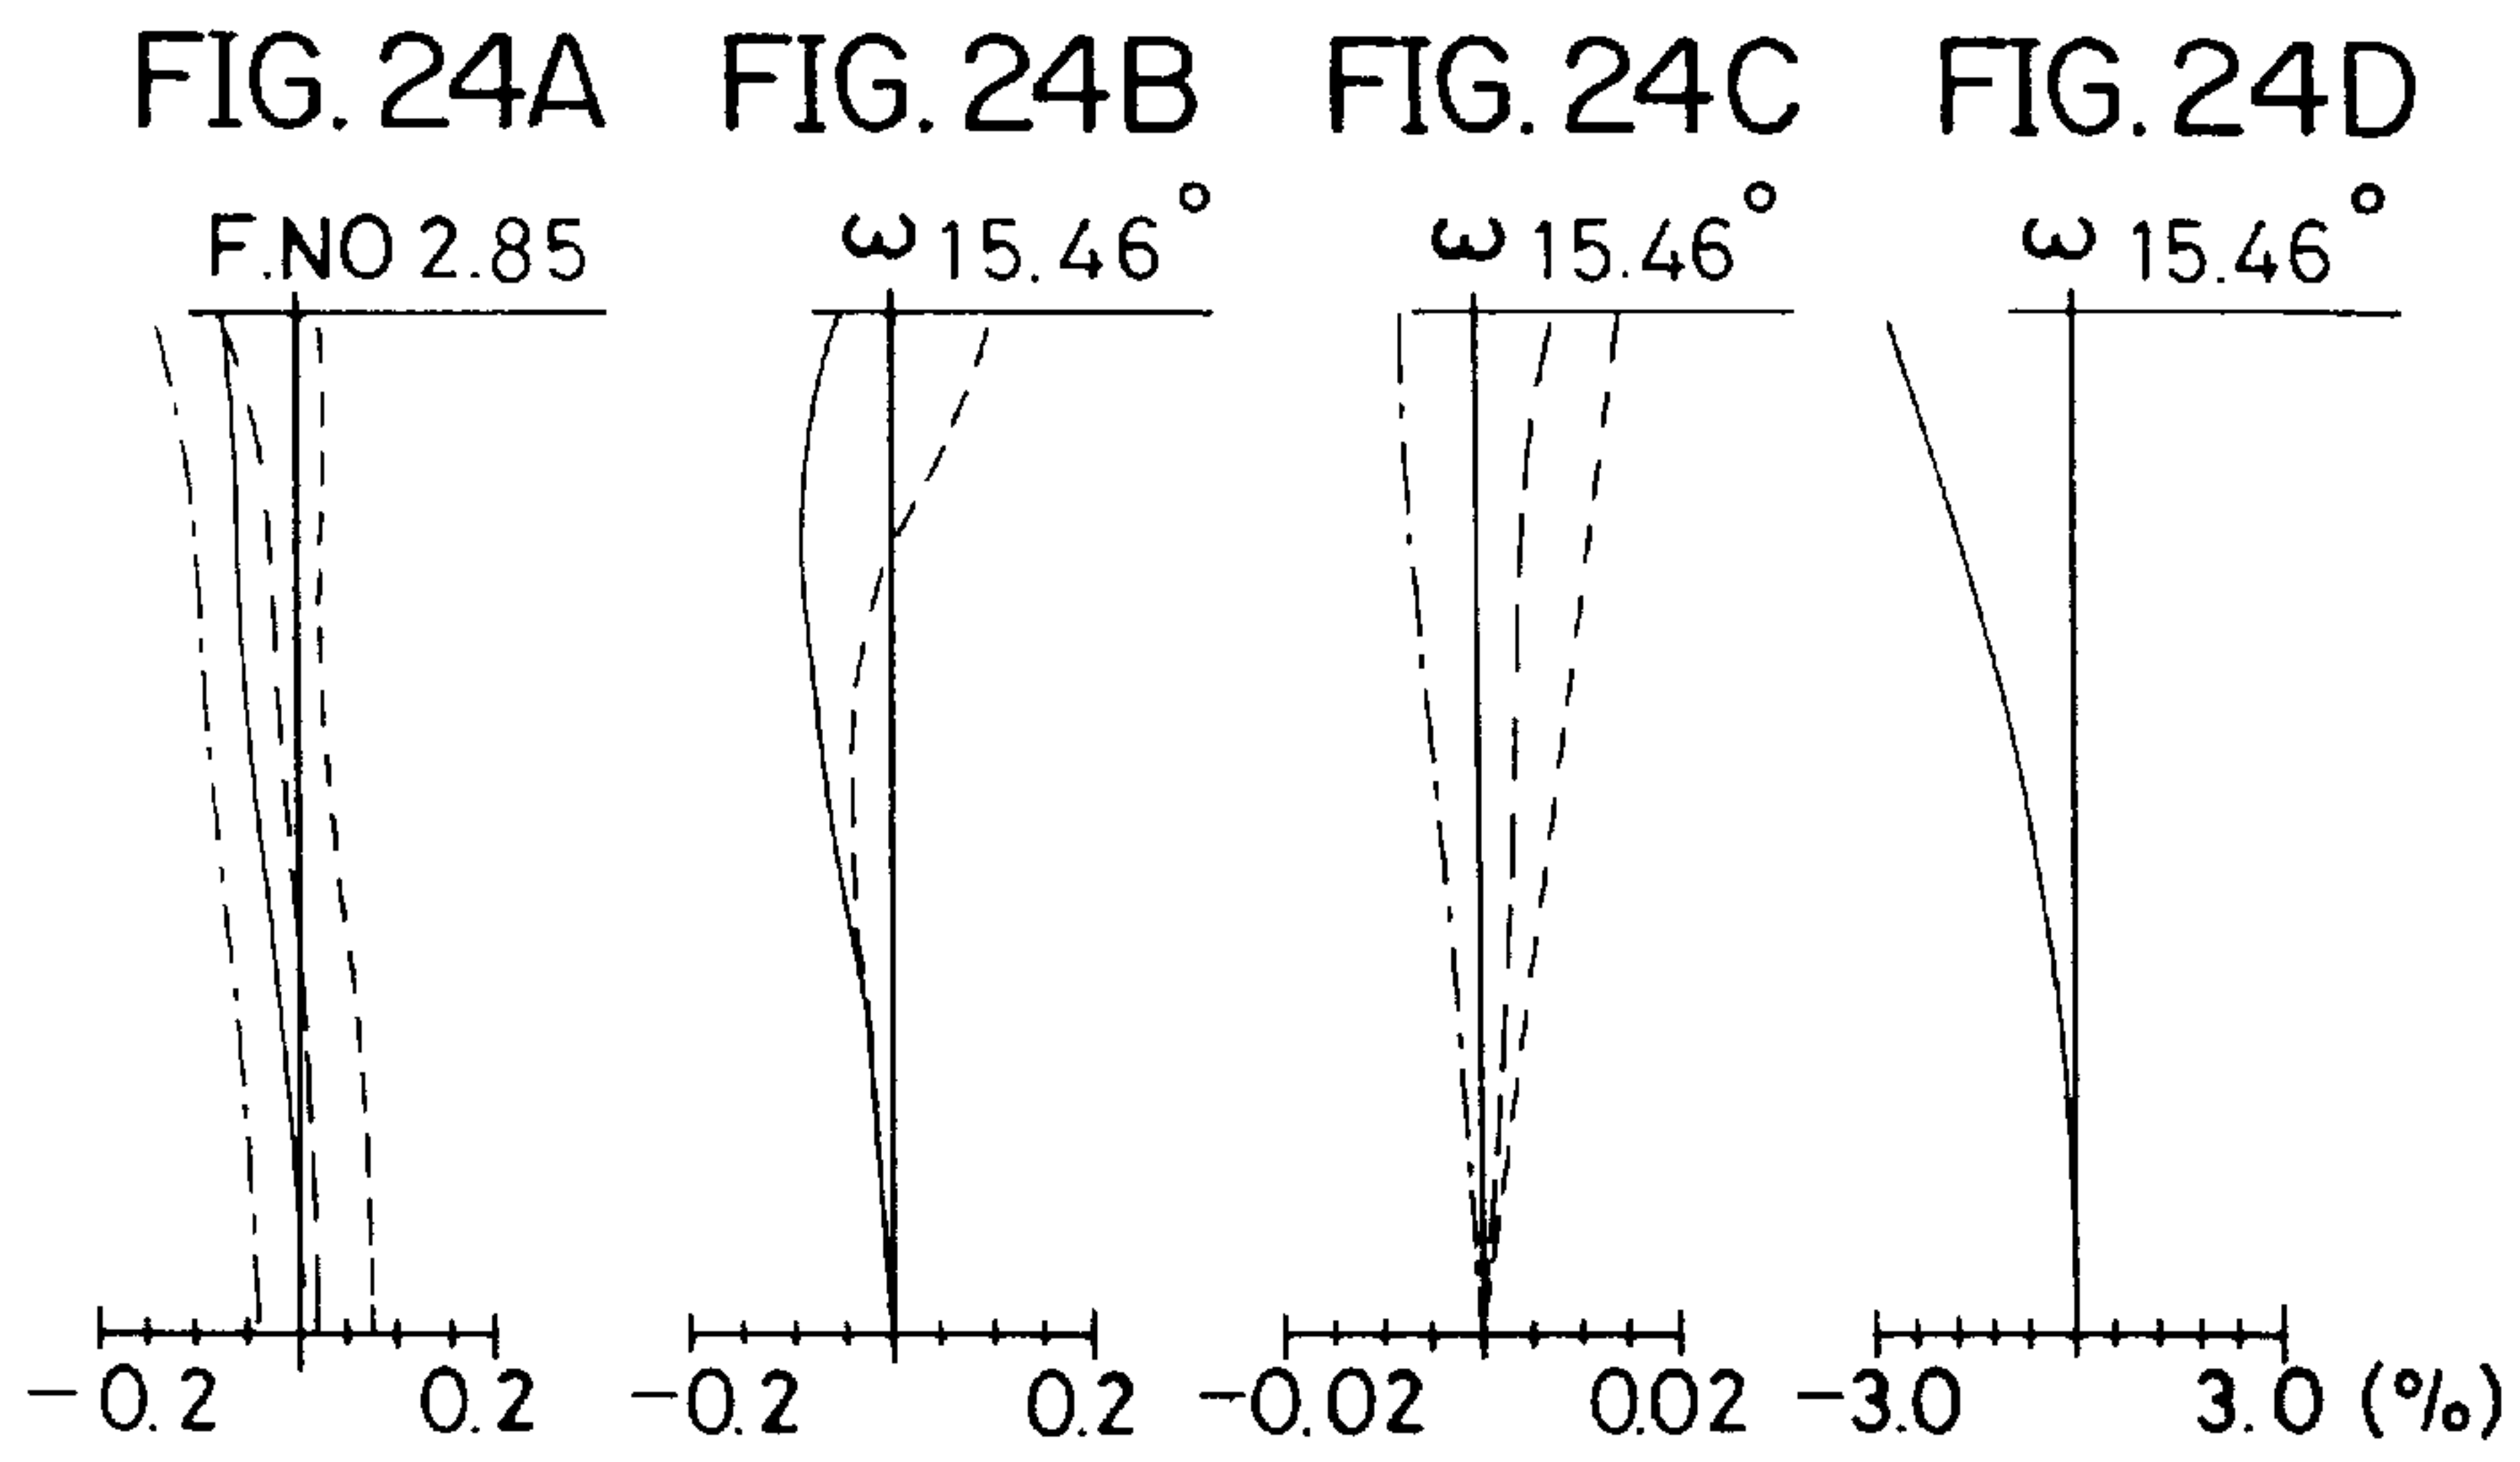 FIG. 24A FIG. 24B FIG. 24C FIG. 24D
F.NO 2.85 ω 15.46° ω 15.46° ω 15.46°
-0.2 0.2 -0.2 0.2 -0.02 0.02 -3.0 3.0 (%)